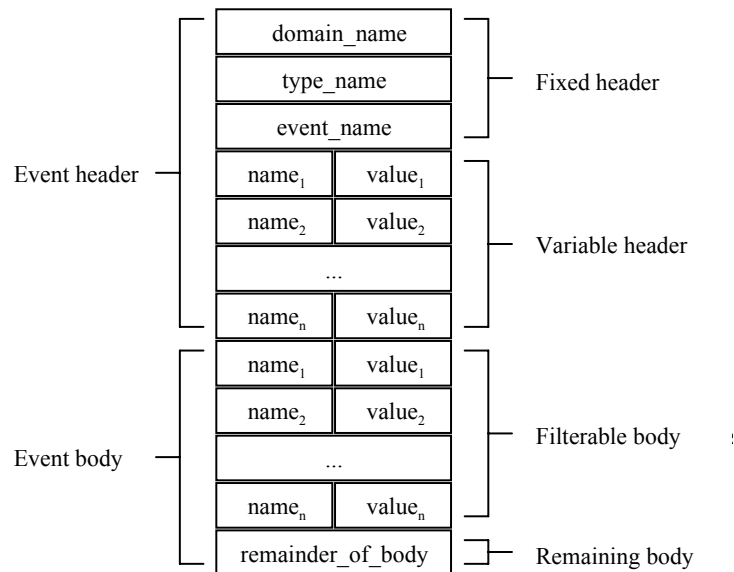 domain_name
type_name
Fixed header
event_name
Event header
name₁ value₁
name₂ value₂
Variable header
...
nameₙ valueₙ
name₁ value₁
name₂ value₂
Filterable body
Event body
...
nameₙ valueₙ
remainder_of_body
Remaining body